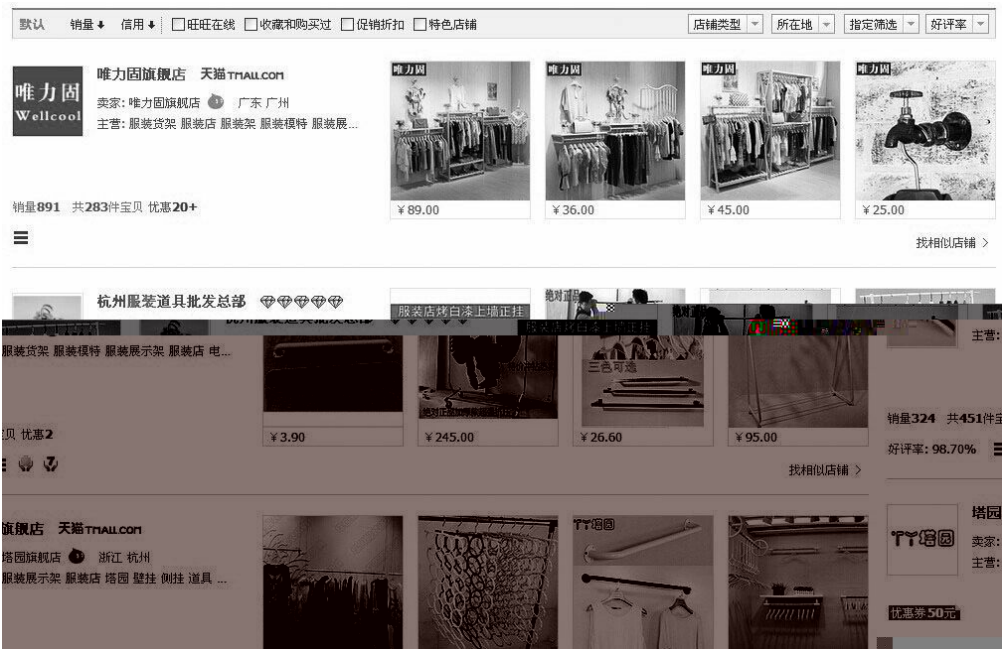 默认 销量 信用 旺旺在线 收藏和购买过 促销折扣 特色店铺 店铺类型 所在地 指定筛选 好评率
唯力固
Wellcool
唯力固旗舰店 天猫TMALL.COM
卖家: 唯力固旗舰店 广东 广州
主营: 服装货架 服装店 服装架 服装模特 服装展...
销量891 共283件宝贝 优惠20+
唯力固
¥89.00
唯力固
¥36.00
唯力固
¥45.00
唯力固
¥25.00
找相似店铺
杭州服装道具批发总部
服装店烤白漆上墙正挂
绝对正品
服装货架 服装模特 服装展示架 服装店 电...
贝 优惠2
¥3.90
¥245.00
三色可选
¥26.60
¥95.00
找相似店铺
主营:
销量324 共451件宝
好评率: 98.70%
旗舰店 天猫TMALL.COM
塔园旗舰店 浙江 杭州
服装展示架 服装店 塔园 壁挂 侧挂 道具 ...
塔园
塔园
塔园
卖家:
主营:
优惠券50元